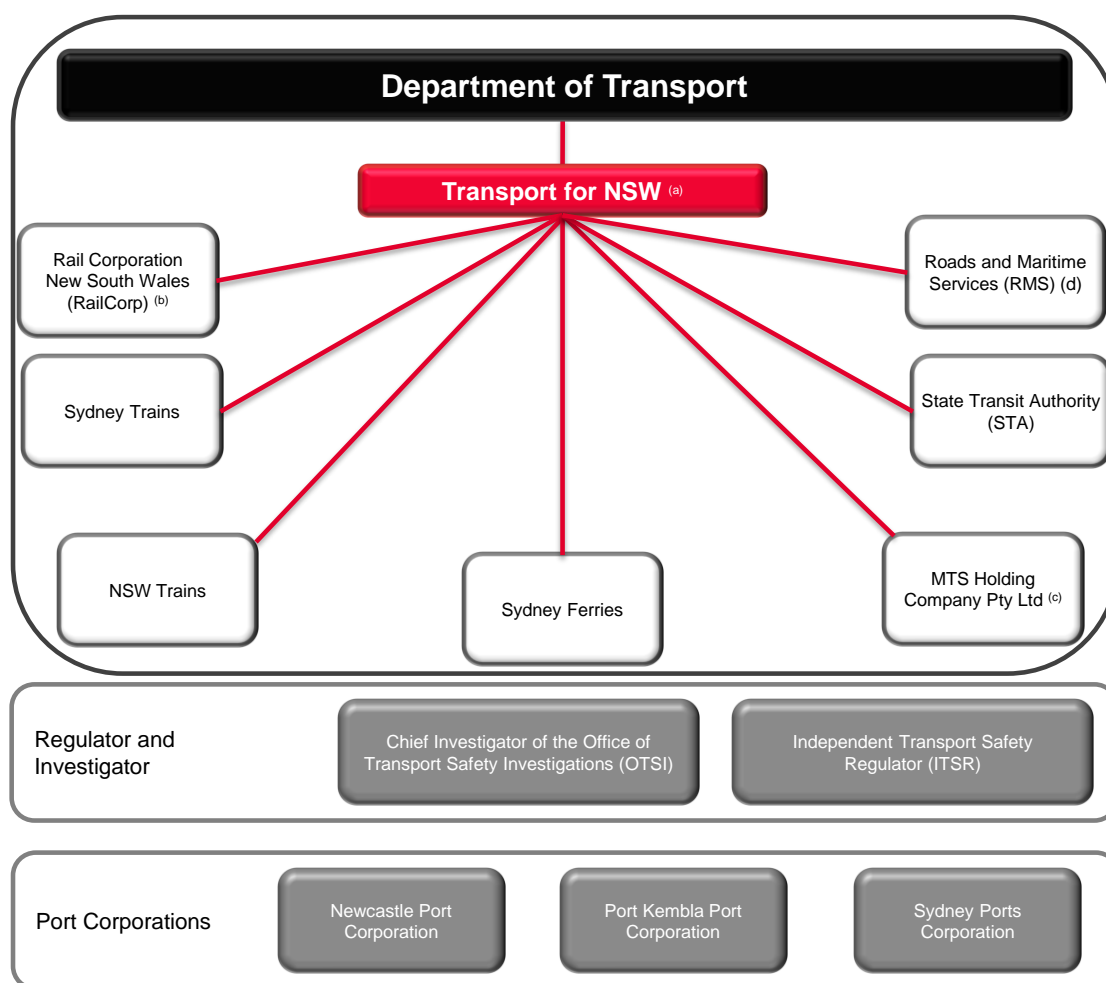 Department of Transport
Transport for NSW (a)
Rail Corporation
New South Wales
(RailCorp) (b)
Roads and Maritime
Services (RMS) (d)
Sydney Trains
State Transit Authority
(STA)
NSW Trains
Sydney Ferries
MTS Holding
Company Pty Ltd (c)
Regulator and
Investigator
Chief Investigator of the Office of
Transport Safety Investigations (OTSI)
Independent Transport Safety
Regulator (ITSR)
Port Corporations
Newcastle Port
Corporation
Port Kembla Port
Corporation
Sydney Ports
Corporation